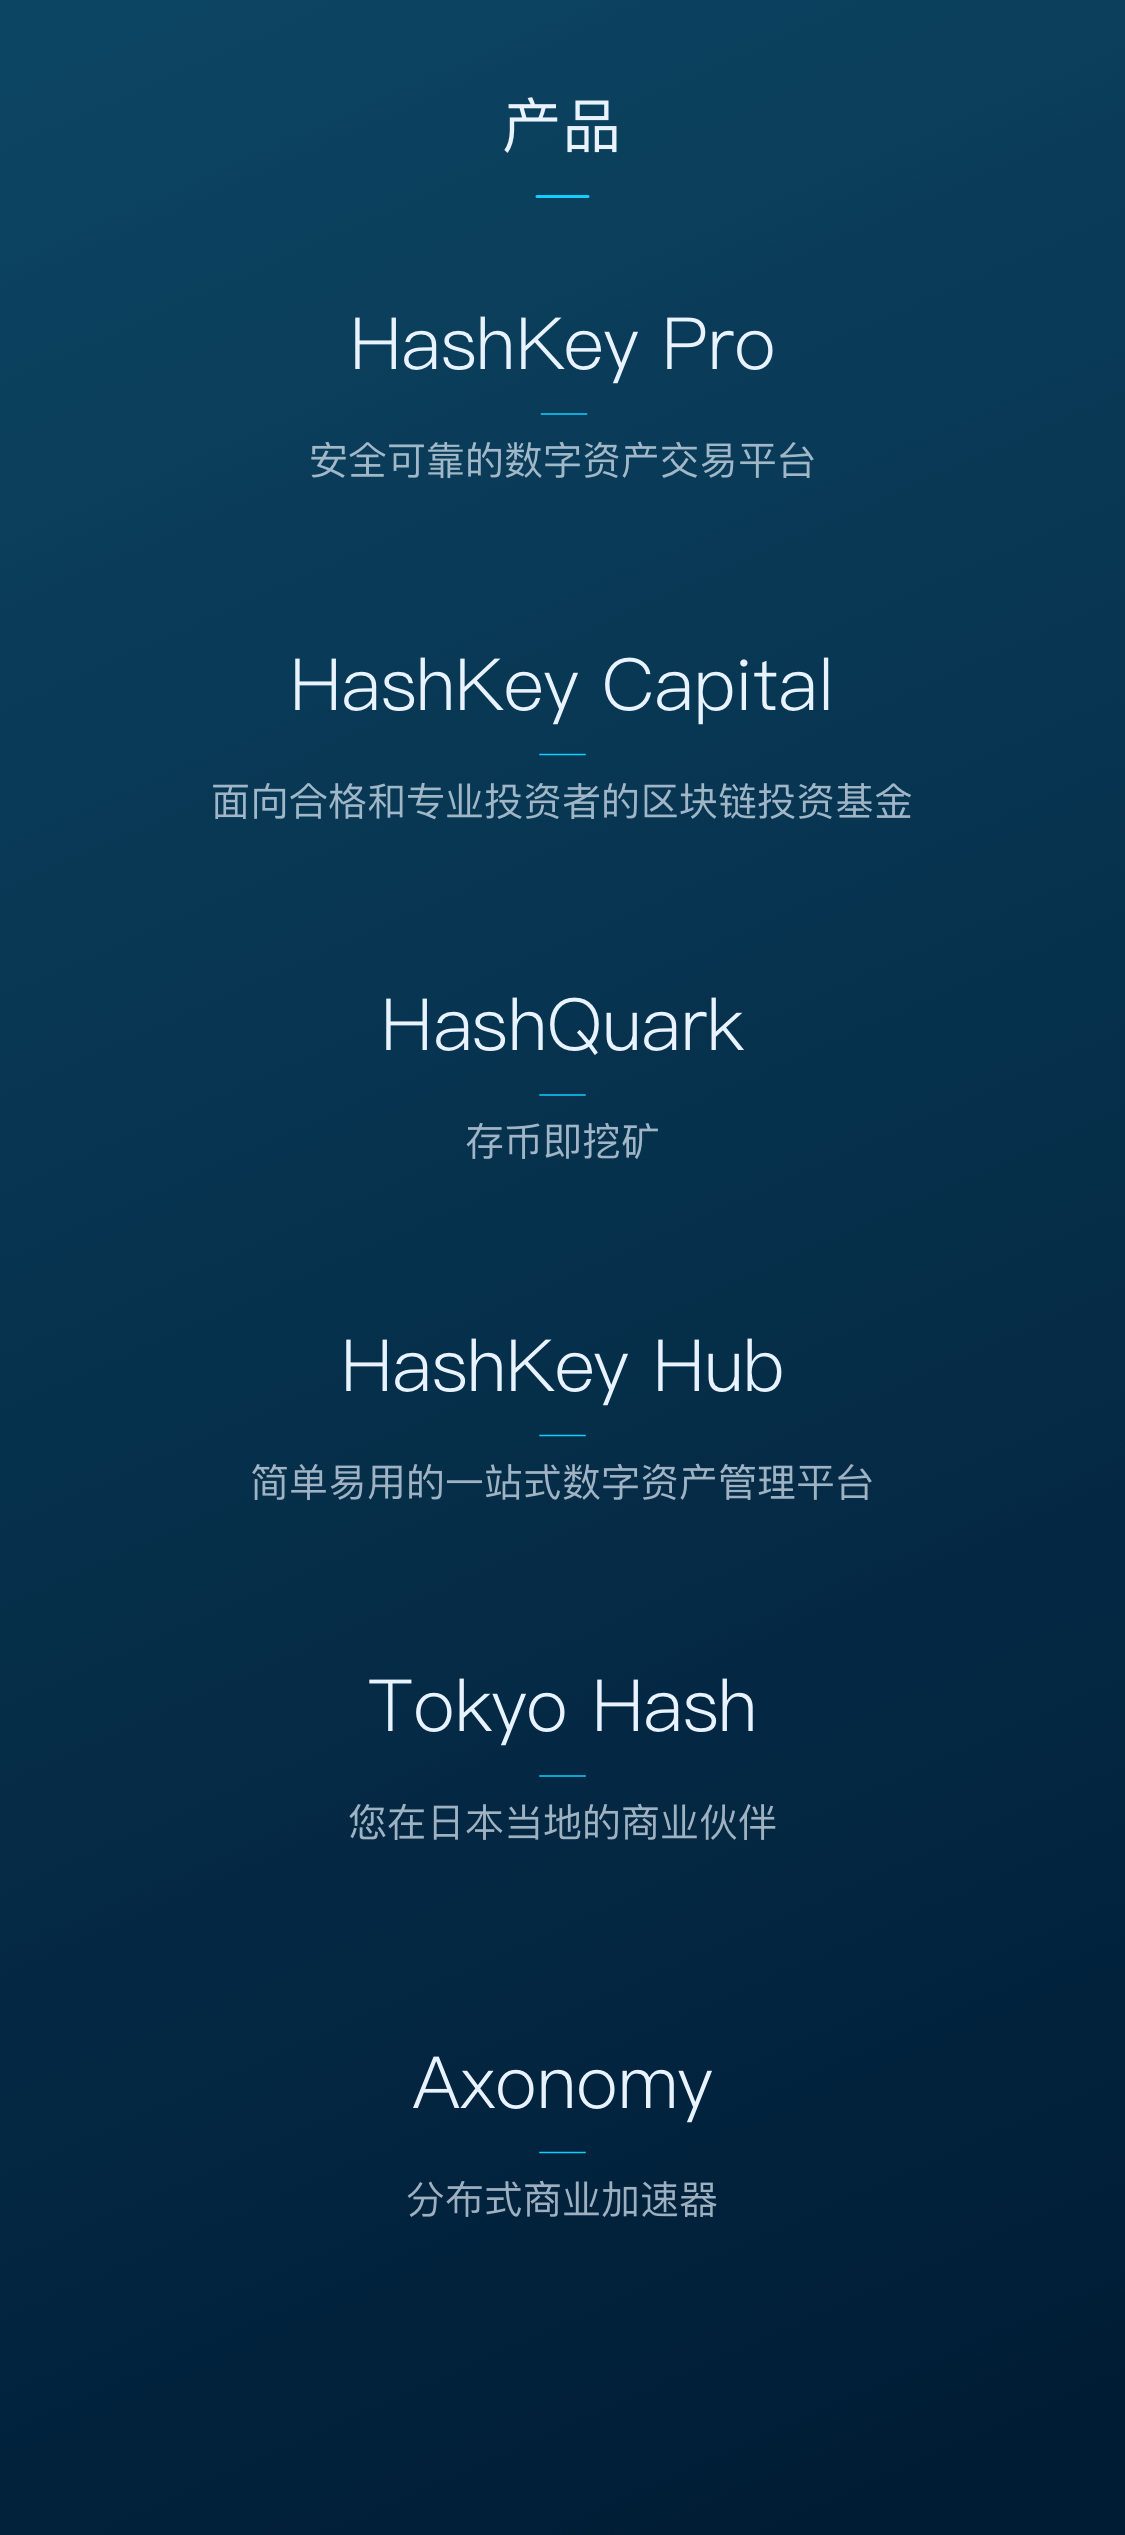 产品
HashKey Pro
安全可靠的数字资产交易平台
HashKey Capital
面向合格和专业投资者的区块链投资基金
HashQuark
存币即挖矿
HashKey Hub
简单易用的一站式数字资产管理平台
Tokyo Hash
您在日本当地的商业伙伴
Axonomy
分布式商业加速器